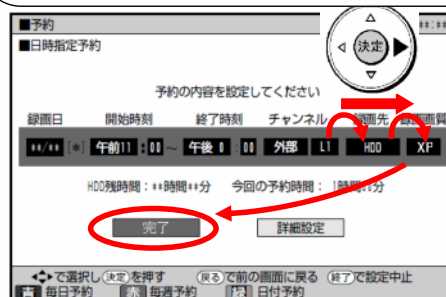 ■予約
**:**
■日時指定予約
決定
予約の内容を設定してください
録画日 開始時刻 終了時刻 チャンネル 録画先 録画画質
**/** [*] 午前11:00 ~ 午後 0:00 外部 L1 HDD XP
HDD残時間：**時間**分 今回の予約時間： 1時間00分
完了 詳細設定
で選択し 決定 を押す 戻る で前の画面に戻る 終了 で設定中止
青 毎日予約 赤 毎週予約 緑 日付予約